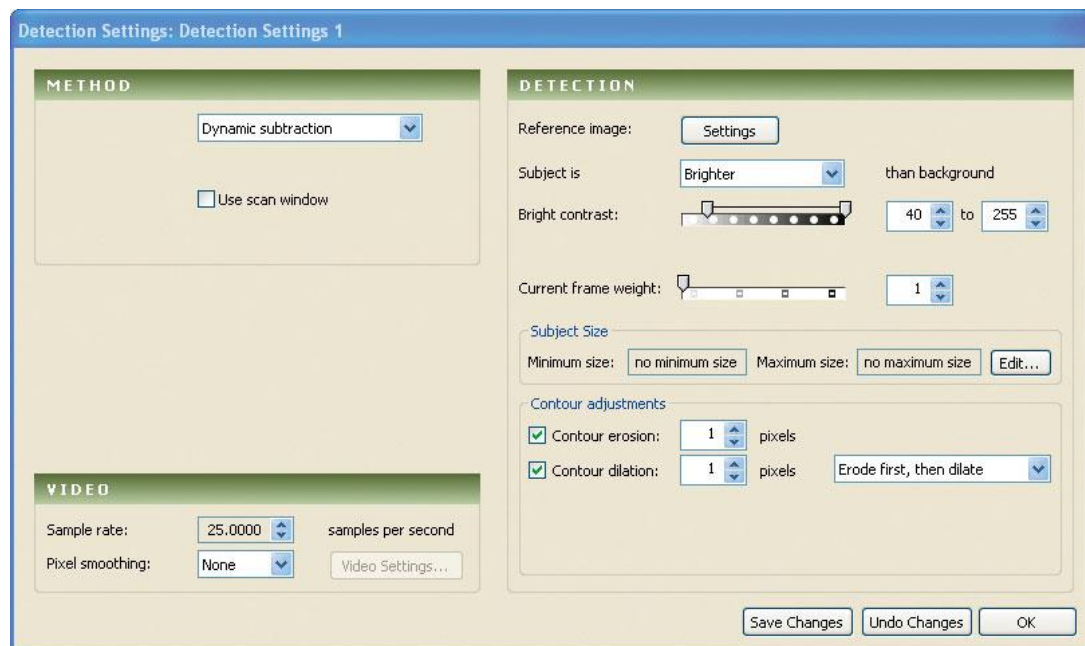 Detection Settings: Detection Settings 1
METHOD
Dynamic subtraction
Use scan window
VIDEO
Sample rate: 25.0000 samples per second
Pixel smoothing: None Video Settings...
DETECTION
Reference image: Settings
Subject is Brighter than background
Bright contrast: 40 to 255
Current frame weight: 1
Subject Size
Minimum size: no minimum size Maximum size: no maximum size Edit...
Contour adjustments
Contour erosion: 1 pixels
Contour dilation: 1 pixels Erode first, then dilate
Save Changes Undo Changes OK